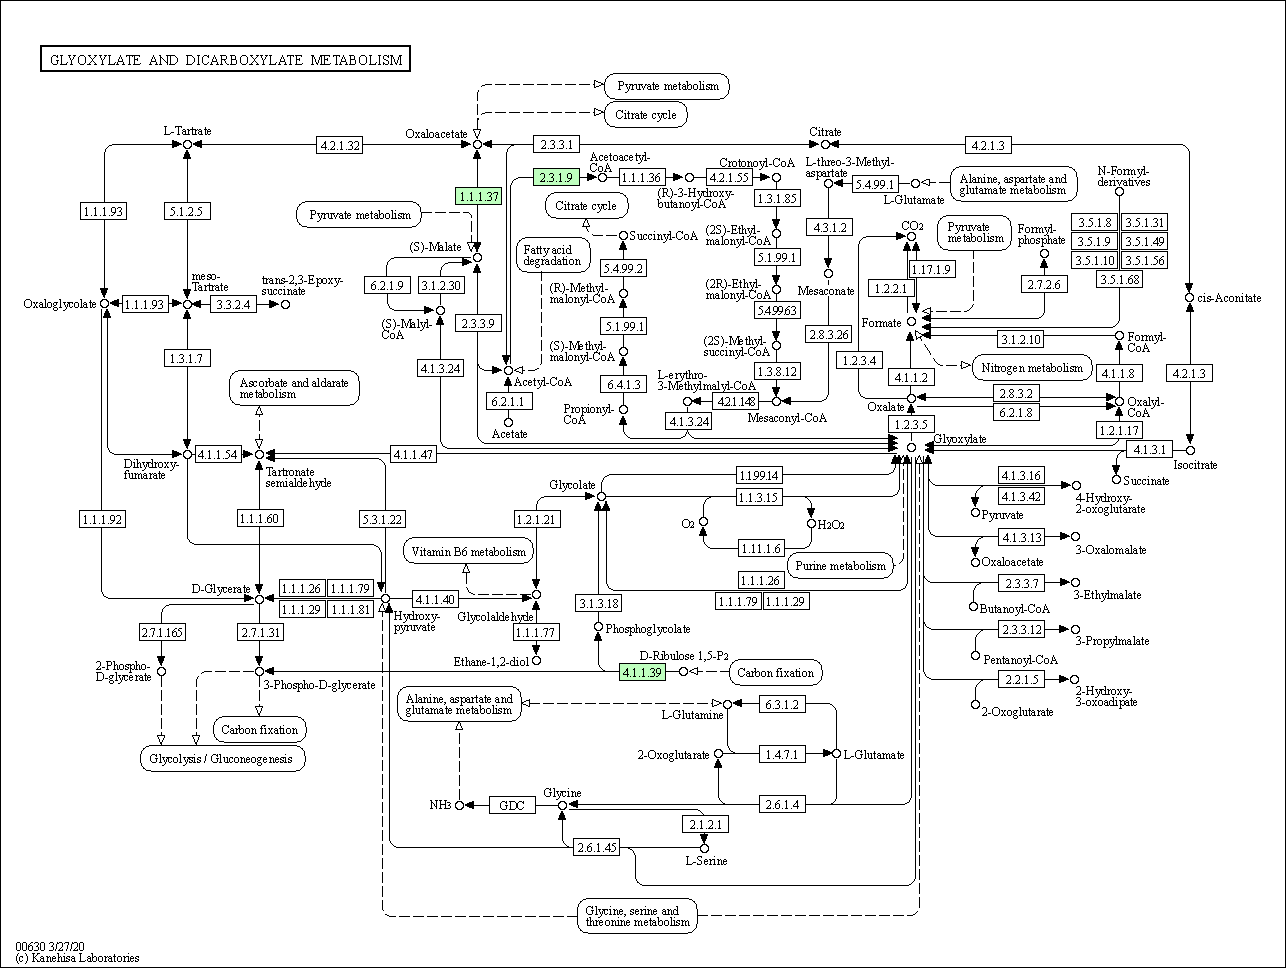 GLYOXYLATE AND DICARBOXYLATE METABOLISM
Pyruvate metabolism
Citrate cycle
L-Tartrate
4.2.1.32
Oxaloacetate
2.3.3.1
Citrate
4.2.1.3
Acetoacetyl-
CoA
2.3.1.9
1.1.1.36
(R)-3-Hydroxy-
butanoyl-CoA
4.2.1.55
Crotonoyl-CoA
L-threo-3-Methyl-
aspartate
5.4.99.1
L-Glutamate
Alanine, aspartate and
glutamate metabolism
N-Formyl-
derivatives
1.1.1.93
5.1.2.5
1.1.1.37
Pyruvate metabolism
(S)-Malate
Citrate cycle
Succinyl-CoA
Fatty acid
degradation
1.3.1.85
(2S)-Ethyl-
malonyl-CoA
4.3.1.2
CO2
Pyruvate
metabolism
Formyl-
phosphate
3.5.1.8
3.5.1.31
3.5.1.9
3.5.1.49
3.5.1.10
3.5.1.56
3.5.1.68
5.4.99.2
5.1.99.1
Mesaconate
1.17.1.9
1.2.2.1
2.7.2.6
meso-
Tartrate
trans-2,3-Epoxy-
succinate
Oxaloglycolate
1.1.1.93
3.3.2.4
6.2.1.9
3.1.2.30
(S)-Malyl-
CoA
2.3.3.9
(R)-Methyl-
malonyl-CoA
(2R)-Ethyl-
malonyl-CoA
5.4.99.63
cis-Aconitate
5.1.99.1
Formate
2.8.3.26
3.1.2.10
Formyl-
CoA
1.3.1.7
4.1.3.24
(S)-Methyl-
malonyl-CoA
(2S)-Methyl-
succinyl-CoA
1.2.3.4
Nitrogen metabolism
Ascorbate and aldarate
metabolism
Acetyl-CoA
6.2.1.1
Acetate
6.4.1.3
1.3.8.12
L-erythro-
3-Methylmalyl-CoA
4.2.1.148
Mesaconyl-CoA
4.1.1.2
4.1.1.8
4.2.1.3
2.8.3.2
6.2.1.8
Oxalate
Oxalyl-
CoA
Propionyl-
CoA
4.1.3.24
1.2.3.5
1.2.1.17
Glyoxylate
4.1.3.1
Isocitrate
Dihydroxy-
fumarate
4.1.1.54
Tartronate
semialdehyde
4.1.1.47
Succinate
1.1.1.92
1.1.1.60
5.3.1.22
1.2.1.21
Glycolate
1.1.99.14
1.1.3.15
O2
H2O2
1.11.1.6
4.1.3.16
4.1.3.42
4-Hydroxy-
2-oxoglutarate
Pyruvate
4.1.3.13
3-Oxalomalate
Oxaloacetate
Vitamin B6 metabolism
Purine metabolism
D-Glycerate
1.1.1.26
1.1.1.79
1.1.1.29
1.1.1.81
Hydroxy-
pyruvate
4.1.1.40
Glycolaldehyde
1.1.1.26
1.1.1.79
1.1.1.29
2.3.3.7
3-Ethylmalate
Butanoyl-CoA
3.1.3.18
2.7.1.165
2.7.1.31
1.1.1.77
Phosphoglycolate
2.3.3.12
3-Propylmalate
Pentanoyl-CoA
2-Phospho-
D-glycerate
Ethane-1,2-diol
D-Ribulose 1,5-P2
4.1.1.39
Carbon fixation
3-Phospho-D-glycerate
2.2.1.5
2-Hydroxy-
3-oxoadipate
2-Oxoglutarate
Carbon fixation
Alanine, aspartate and
glutamate metabolism
L-Glutamine
6.3.1.2
Glycolysis / Gluconeogenesis
2-Oxoglutarate
1.4.7.1
L-Glutamate
NH3
GDC
Glycine
2.6.1.4
2.1.2.1
2.6.1.45
L-Serine
Glycine, serine and
threonine metabolism
00630 3/27/20
(c) Kanehisa Laboratories